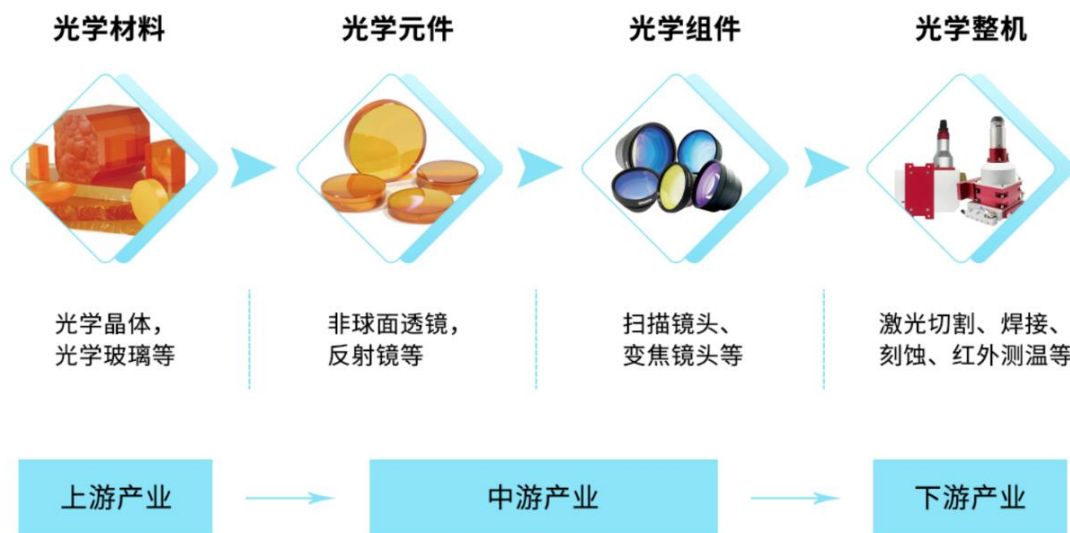 光学材料
光学元件
光学组件
光学整机
光学晶体，
光学玻璃等
非球面透镜，
反射镜等
扫描镜头、
变焦镜头等
激光切割、焊接、
刻蚀、红外测温等
上游产业
中游产业
下游产业